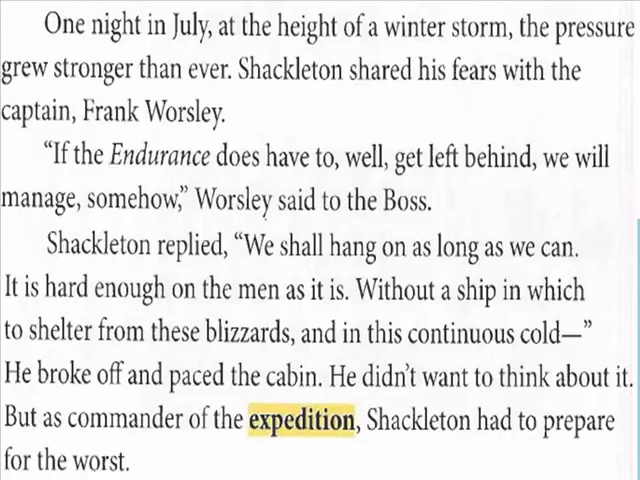 One night in July, at the height of a winter storm, the pressure
grew stronger than ever. Shackleton shared his fears with the
captain, Frank Worsley.
“If the Endurance does have to, well, get left behind, we will
manage, somehow,” Worsley said to the Boss.
Shackleton replied, “We shall hang on as long as we can.
It is hard enough on the men as it is. Without a ship in which
to shelter from these blizzards, and in this continuous cold—”
He broke off and paced the cabin. He didn’t want to think about it.
But as commander of the expedition, Shackleton had to prepare
for the worst.